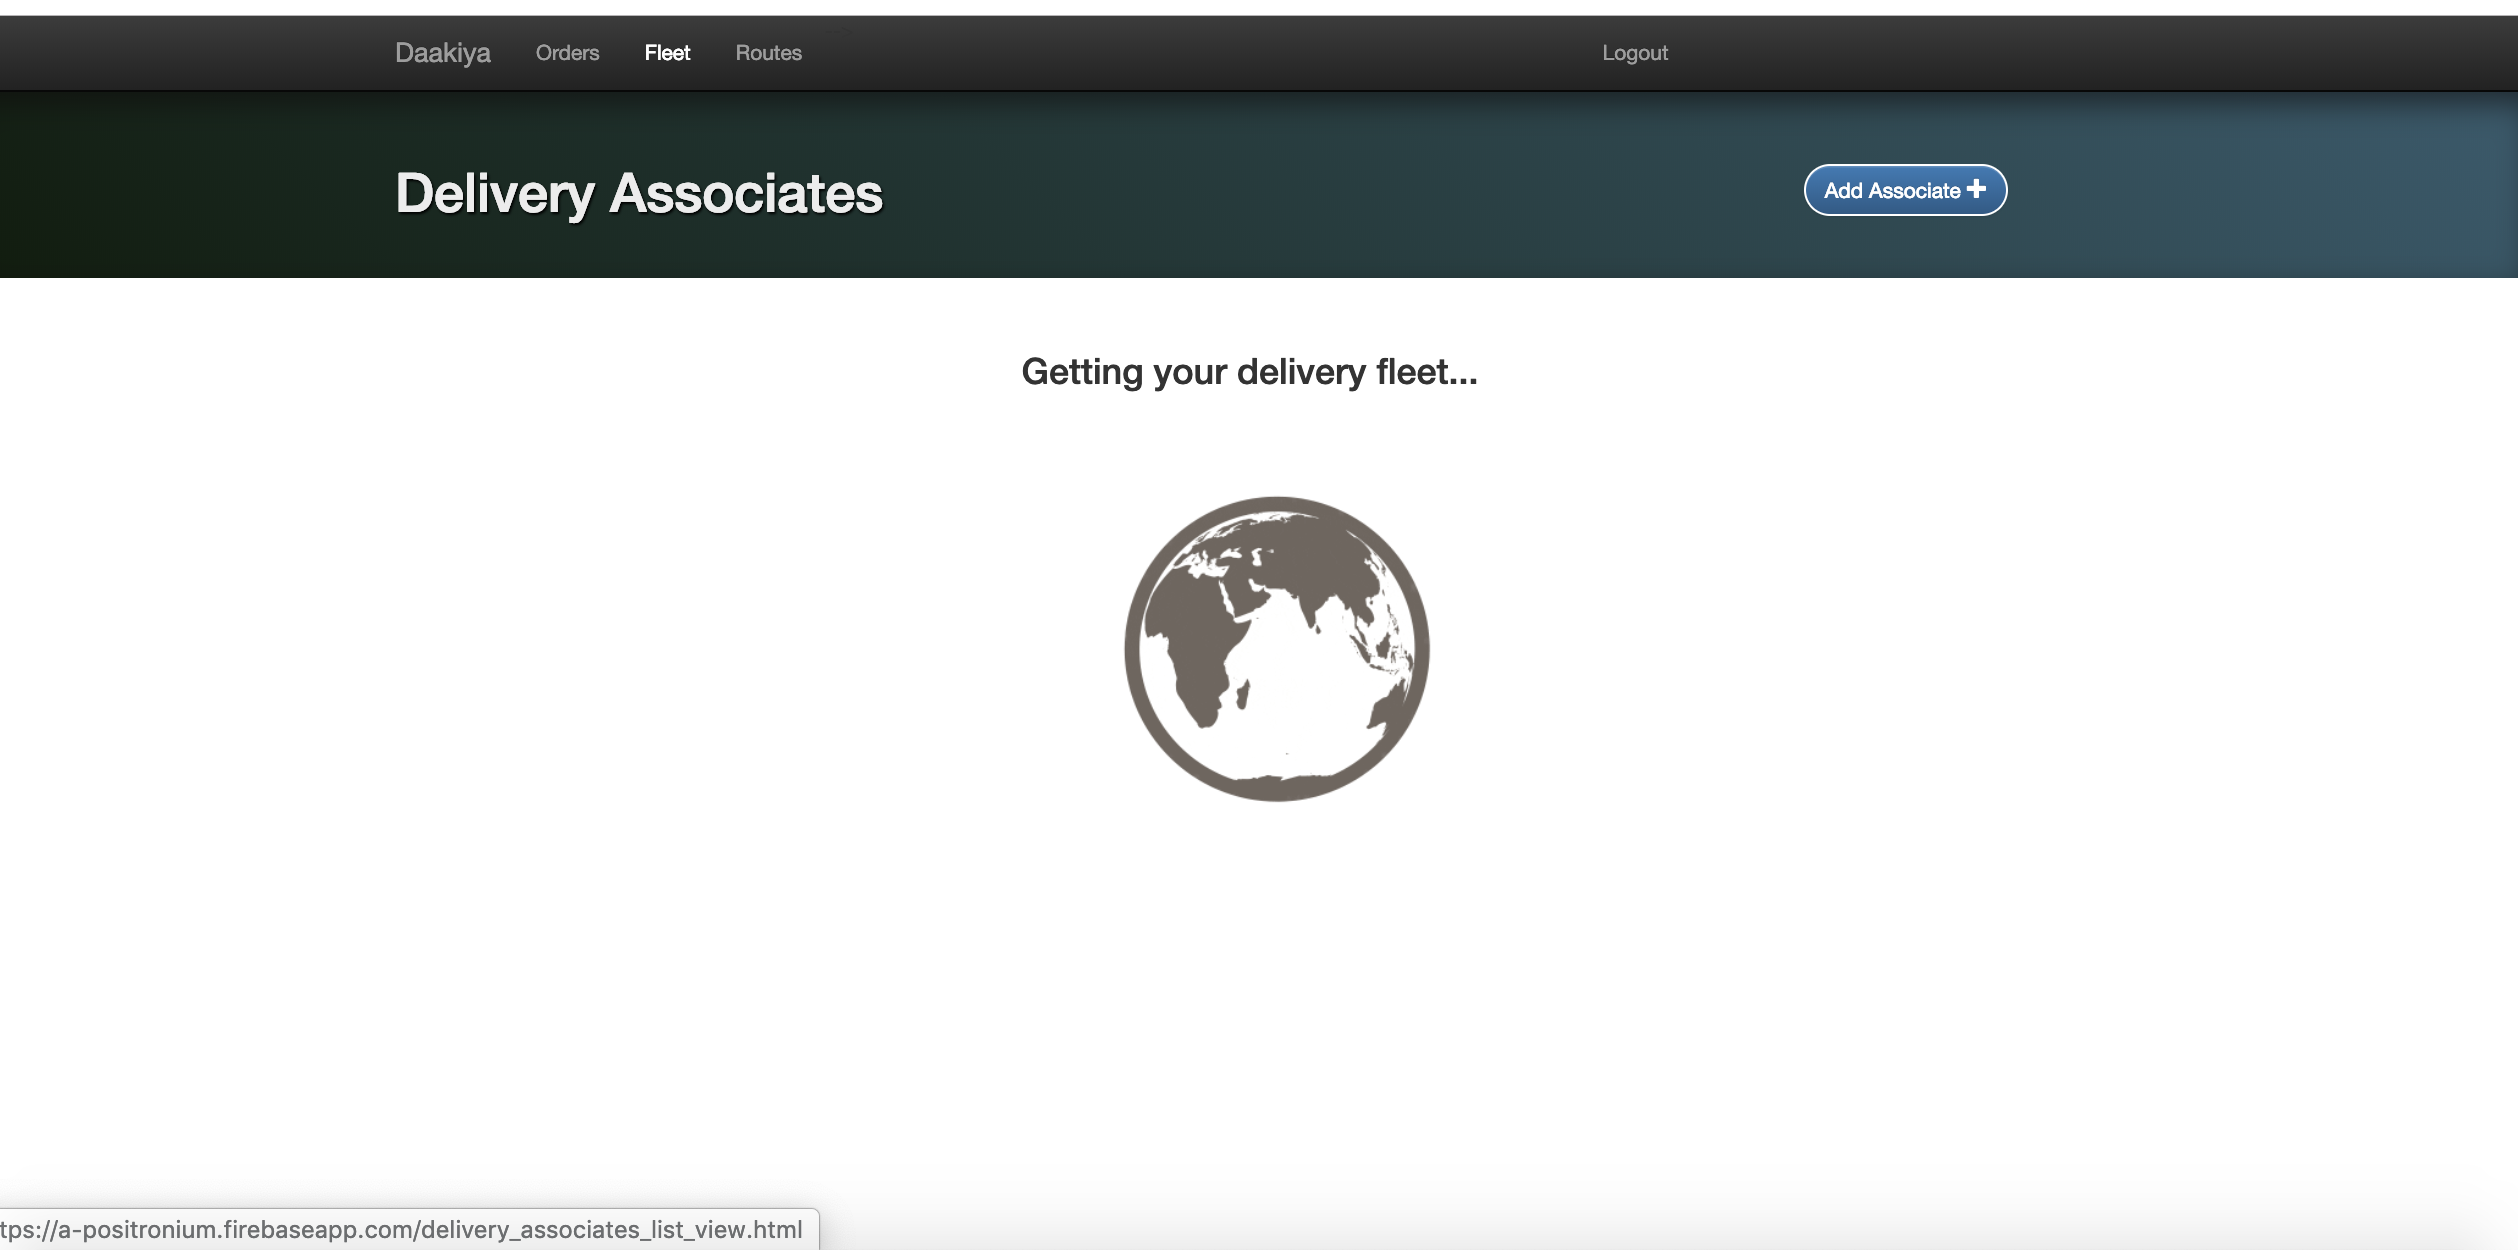 Daakiya Orders Fleet Routes Logout
Delivery Associates
Add Associate
Getting your delivery fleet...
tps://a-positronium.firebaseapp.com/delivery_associates_list_view.html